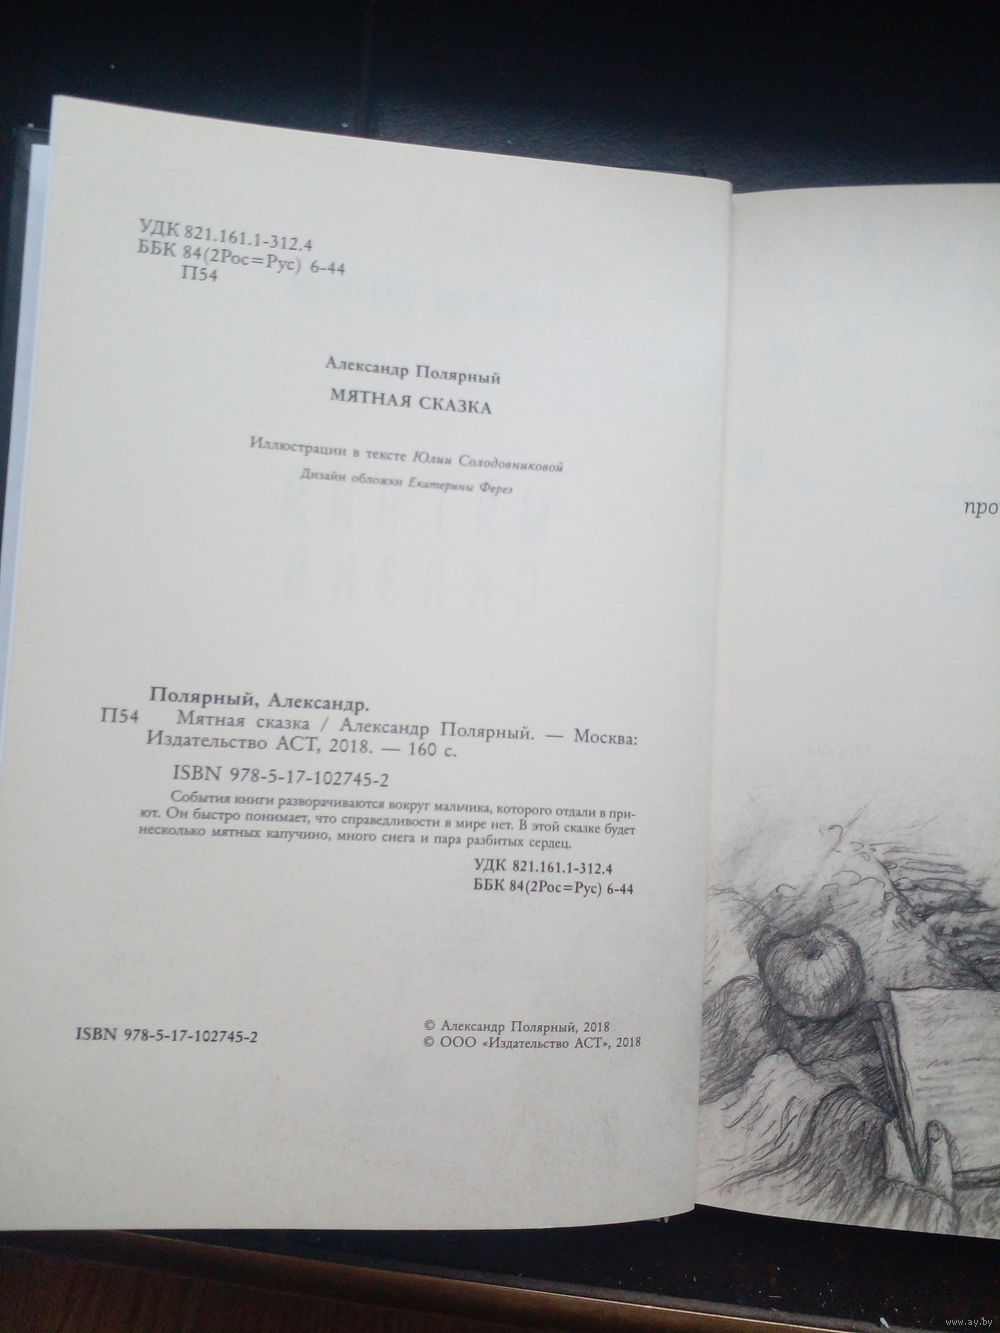 УДК 821.161.1-312.4
ББК 84(2Рос=Рус) 6-44
П54
Александр Полярный
МЯТНАЯ СКАЗКА
Иллюстрации в тексте Юлии Солодовниковой
Дизайн обложки Екатерины Ферез
Полярный, Александр.
П54 Мятная сказка / Александр Полярный. — Москва:
Издательство АСТ, 2018. — 160 с.
ISBN 978-5-17-102745-2
События книги разворачиваются вокруг мальчика, которого отдали в при-
ют. Он быстро понимает, что справедливости в мире нет. В этой сказке будет
несколько мятных капучино, много снега и пара разбитых сердец.
УДК 821.161.1-312.4
ББК 84(2Рос=Рус) 6-44
ISBN 978-5-17-102745-2
© Александр Полярный, 2018
© ООО «Издательство АСТ», 2018
про
www.ay.by